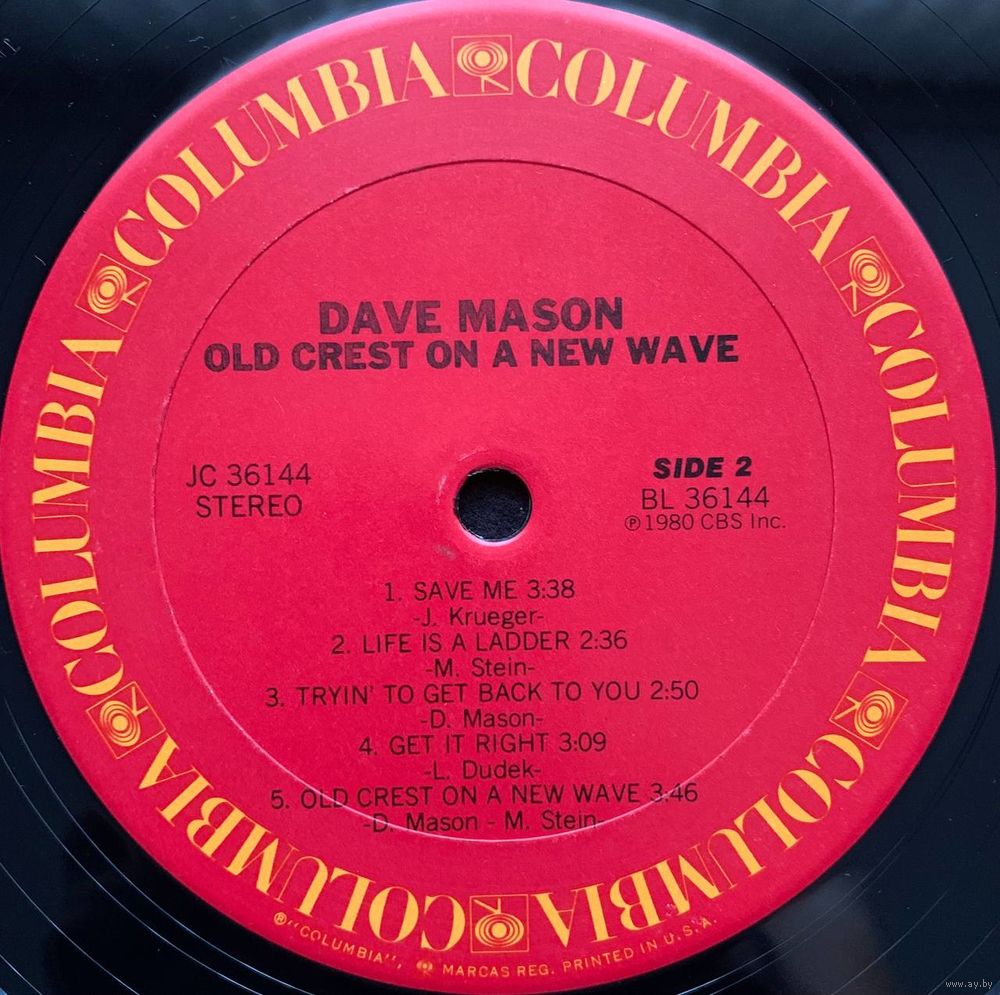 COLUMBIA COLUMBIA COLUMBIA COLUMBIA COLUMBIA COLUMBIA
DAVE MASON
OLD CREST ON A NEW WAVE
JC 36144
STEREO
SIDE 2
BL 36144
℗ 1980 CBS Inc.
1. SAVE ME 3:38
-J. Krueger-
2. LIFE IS A LADDER 2:36
-M. Stein-
3. TRYIN' TO GET BACK TO YOU 2:50
-D. Mason-
4. GET IT RIGHT 3:09
-L. Dudek-
5. OLD CREST ON A NEW WAVE 3:46
-D. Mason - M. Stein-
® "COLUMBIA", MARCAS REG. PRINTED IN U.S.A.
www.ay.by